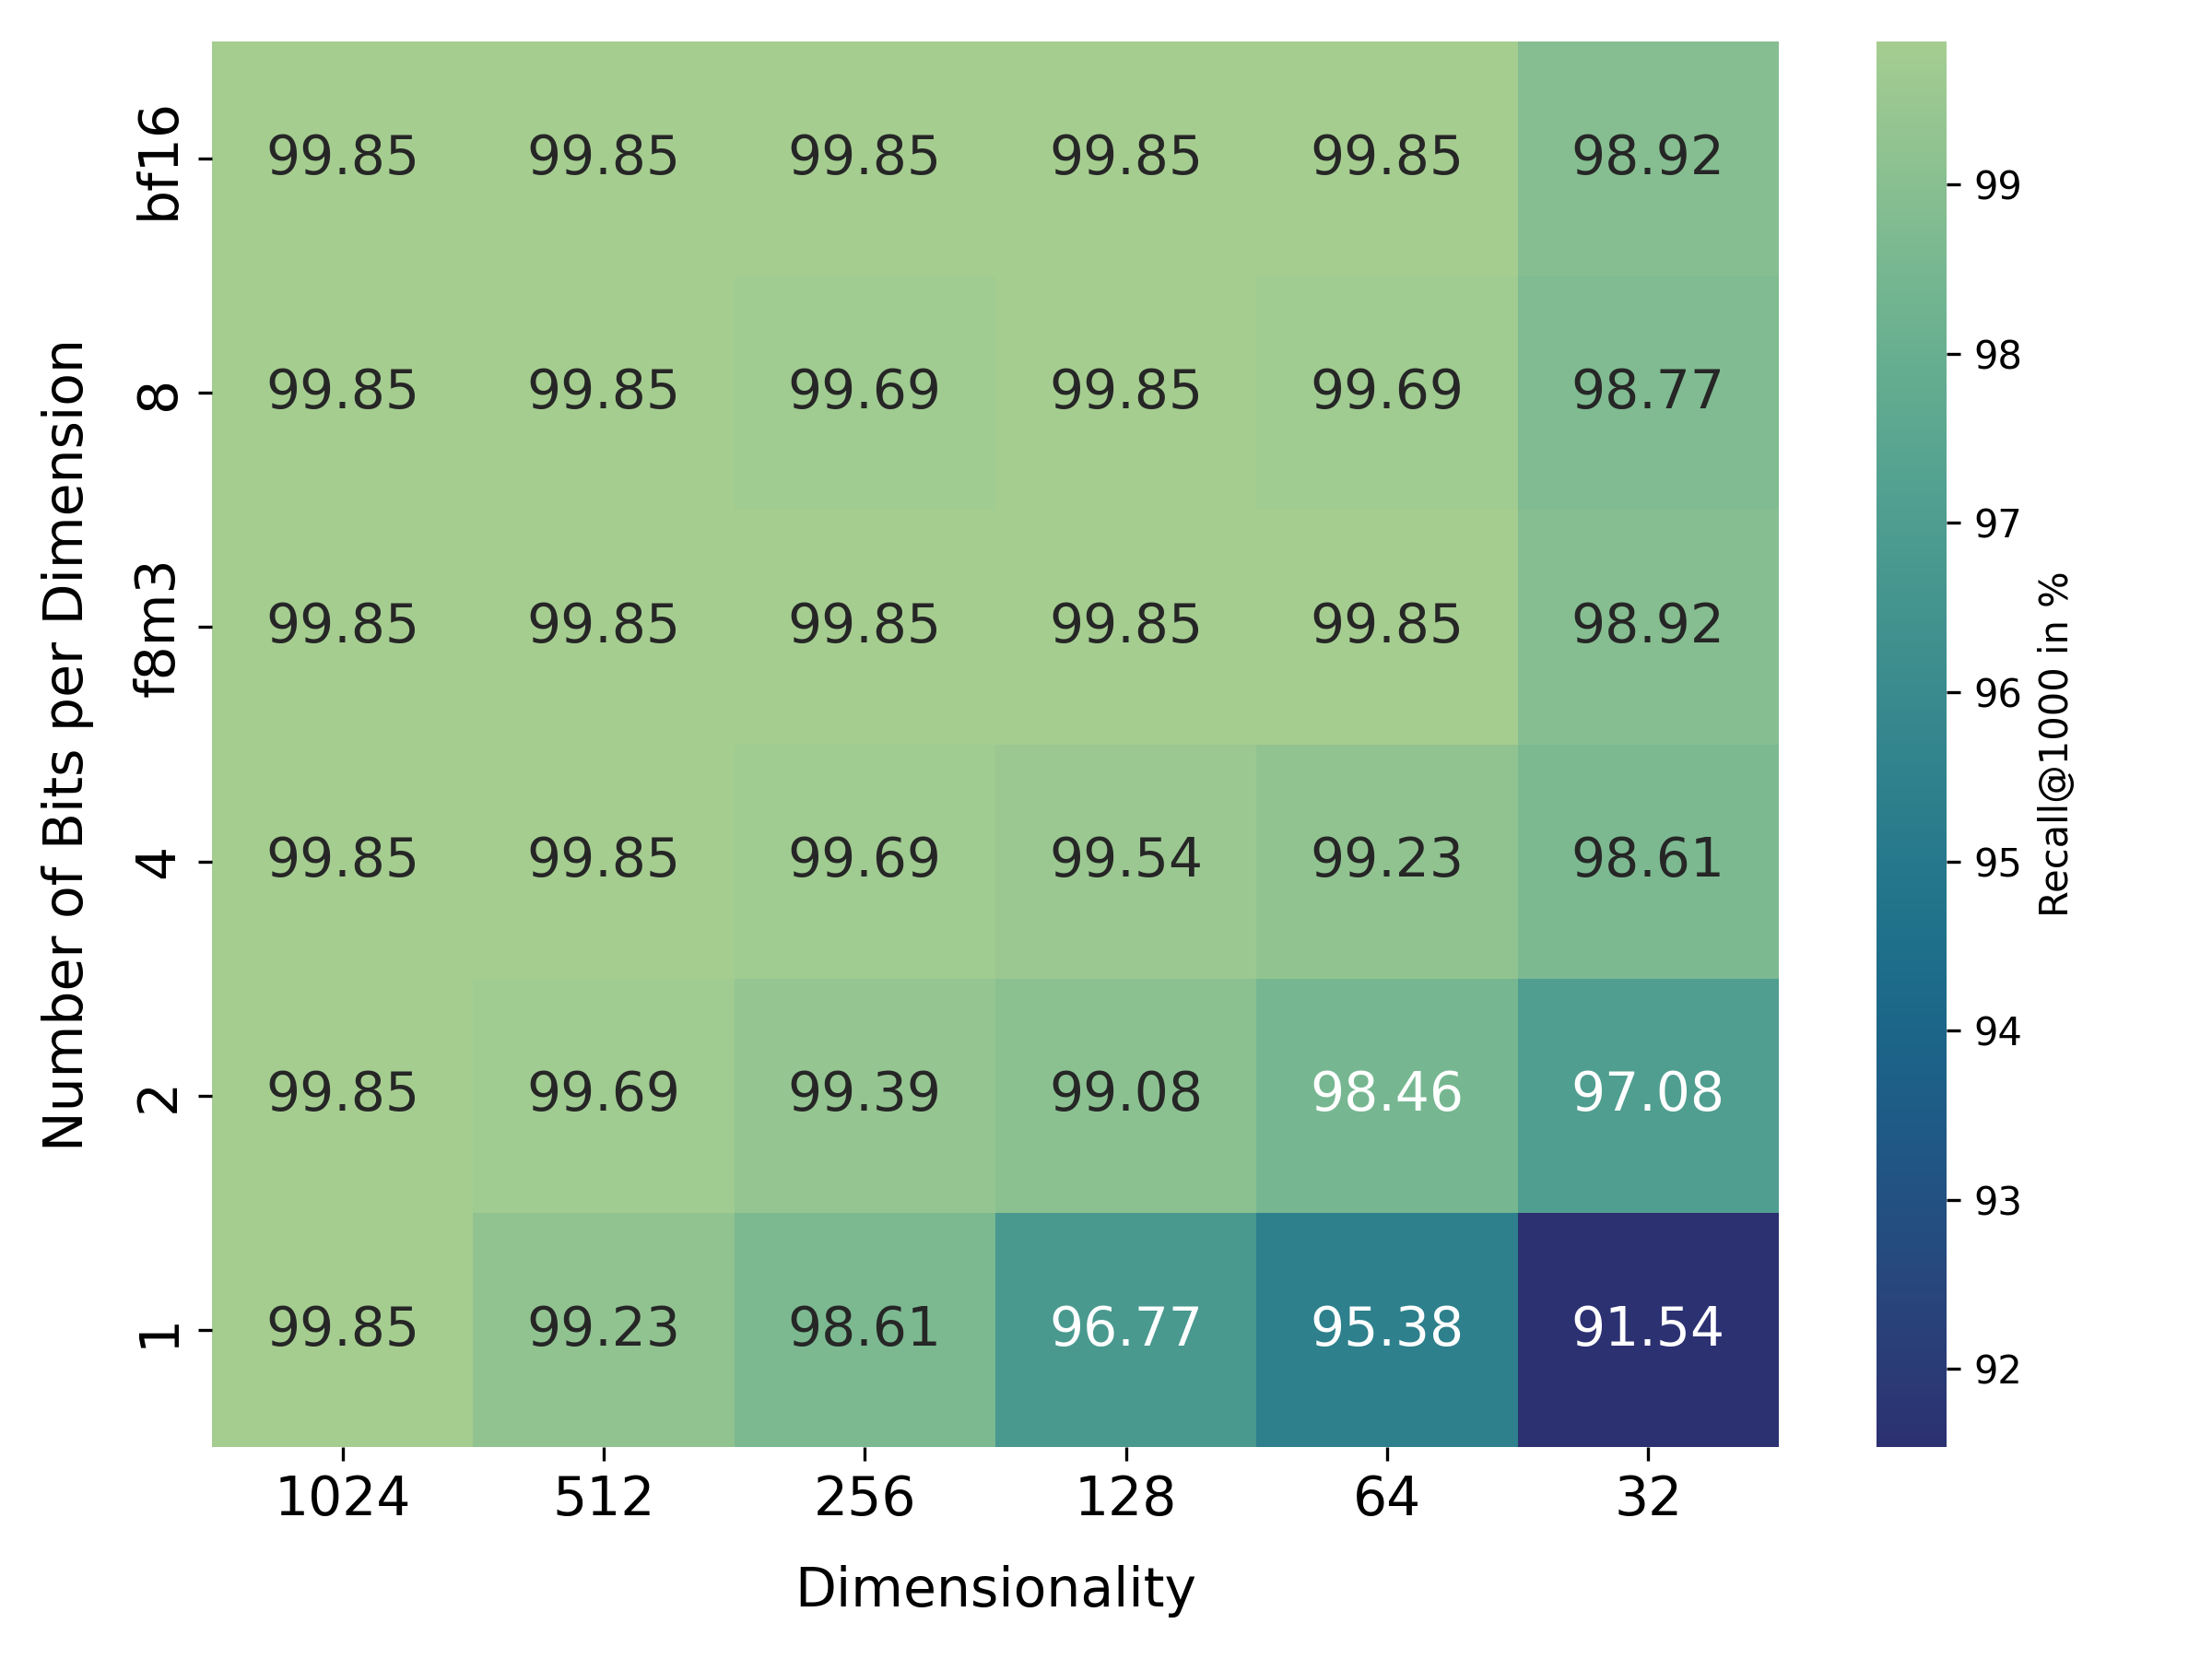 Number of Bits per Dimension
bf16 99.85 99.85 99.85 99.85 99.85 98.92
8 99.85 99.85 99.69 99.85 99.69 98.77
f8m3 99.85 99.85 99.85 99.85 99.85 98.92
4 99.85 99.85 99.69 99.54 99.23 98.61
2 99.85 99.69 99.39 99.08 98.46 97.08
1 99.85 99.23 98.61 96.77 95.38 91.54
1024 512 256 128 64 32
Dimensionality
99
98
97
96
95
94
93
92
Recall@1000 in %